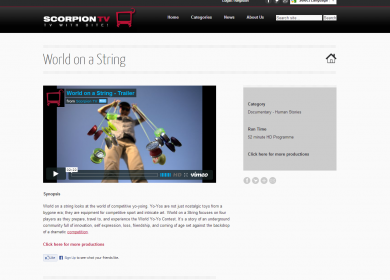 Login / Register
Select Language
SCORPION TV
TV WITH BITE!
Home Categories News About Us
Search site
Search
World on a String
World on a String - Trailer
from
HD
vimeo
Category
Documentary - Human Stories
Run Time
Click here for more productions
Synopsis
World on a string looks at the world of competitive yo-yoing. Yo-Yos are not just nostalgic toys from a
bygone era; they are equipment for competitive sport and intricate art. World on a String focuses on four
players as they prepare, travel to, and experience the World Yo-Yo Contest. It's a story of an underground
community full of innovation, self expression, loss, friendship, and coming of age set against the backdrop
of a dramatic competition.
Click here for more productions
Like
Sign Up to see what your friends like.